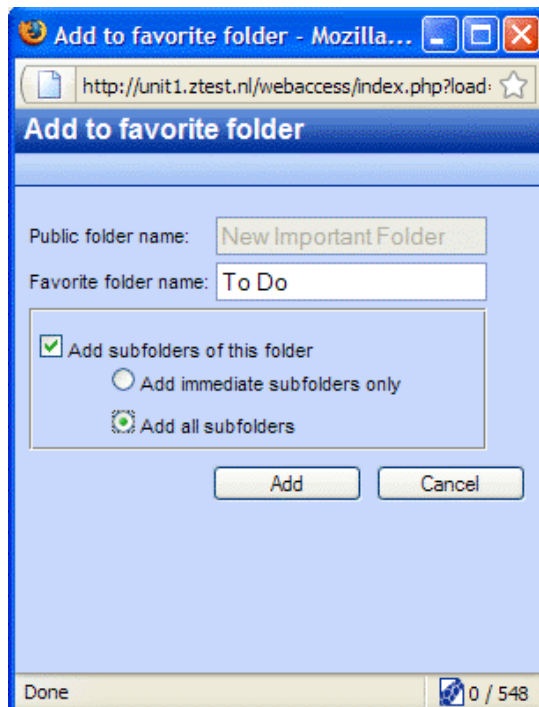 Add to favorite folder - Mozilla...
http://unit1.ztest.nl/webaccess/index.php?load
Add to favorite folder
Public folder name: New Important Folder
Favorite folder name: To Do
Add subfolders of this folder
Add immediate subfolders only
Add all subfolders
Add Cancel
Done 0 / 548